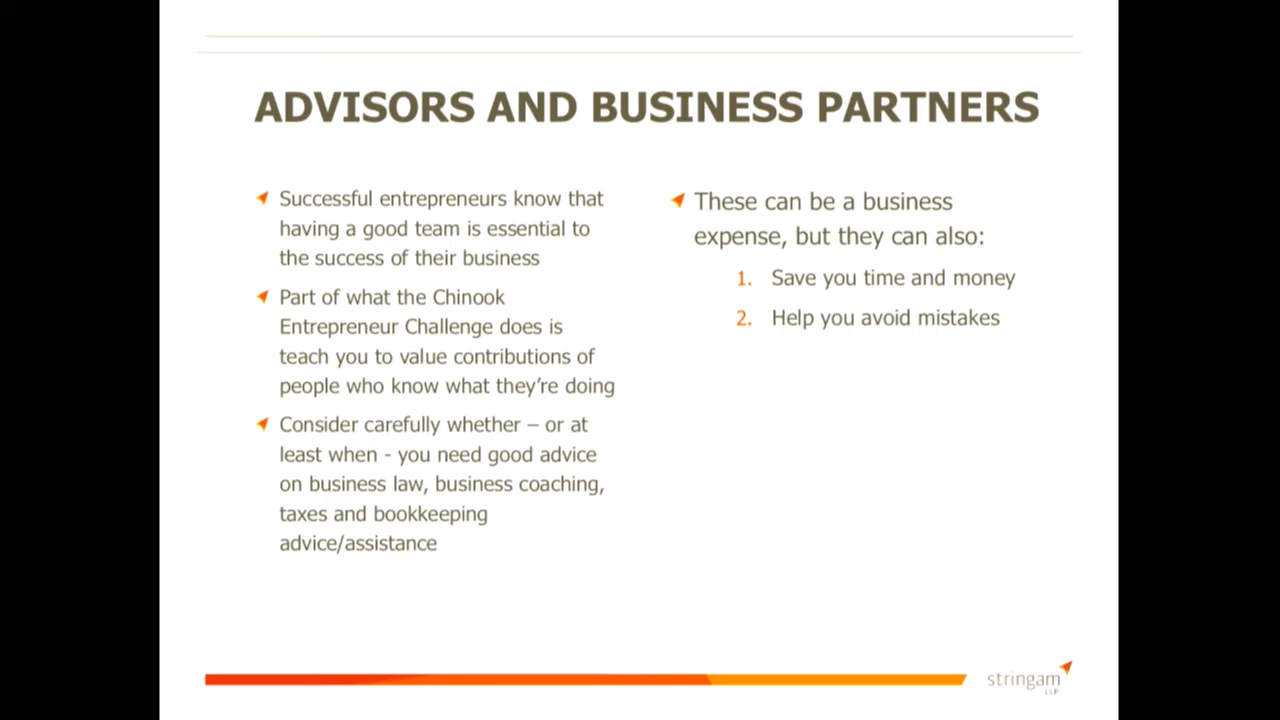 ADVISORS AND BUSINESS PARTNERS
Successful entrepreneurs know that
having a good team is essential to
the success of their business
Part of what the Chinook
Entrepreneur Challenge does is
teach you to value contributions of
people who know what they’re doing
Consider carefully whether – or at
least when - you need good advice
on business law, business coaching,
taxes and bookkeeping
advice/assistance
These can be a business
expense, but they can also:
1. Save you time and money
2. Help you avoid mistakes
stringam
LLP